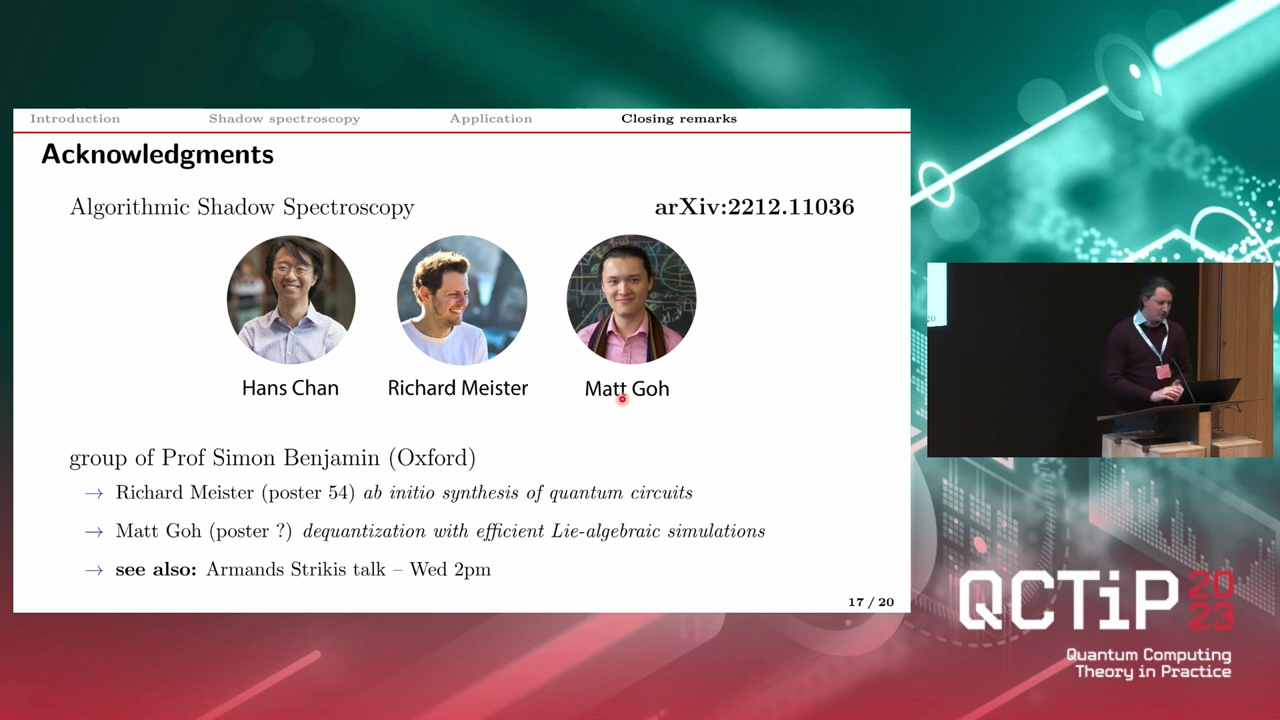 Introduction Shadow spectroscopy Application Closing remarks
Acknowledgments
Algorithmic Shadow Spectroscopy arXiv:2212.11036
Hans Chan Richard Meister Matt Goh
group of Prof Simon Benjamin (Oxford)
→ Richard Meister (poster 54) ab initio synthesis of quantum circuits
→ Matt Goh (poster ?) dequantization with efficient Lie-algebraic simulations
→ see also: Armands Strikis talk – Wed 2pm
17 / 20
20
QCTiP 2023
Quantum Computing
Theory in Practice